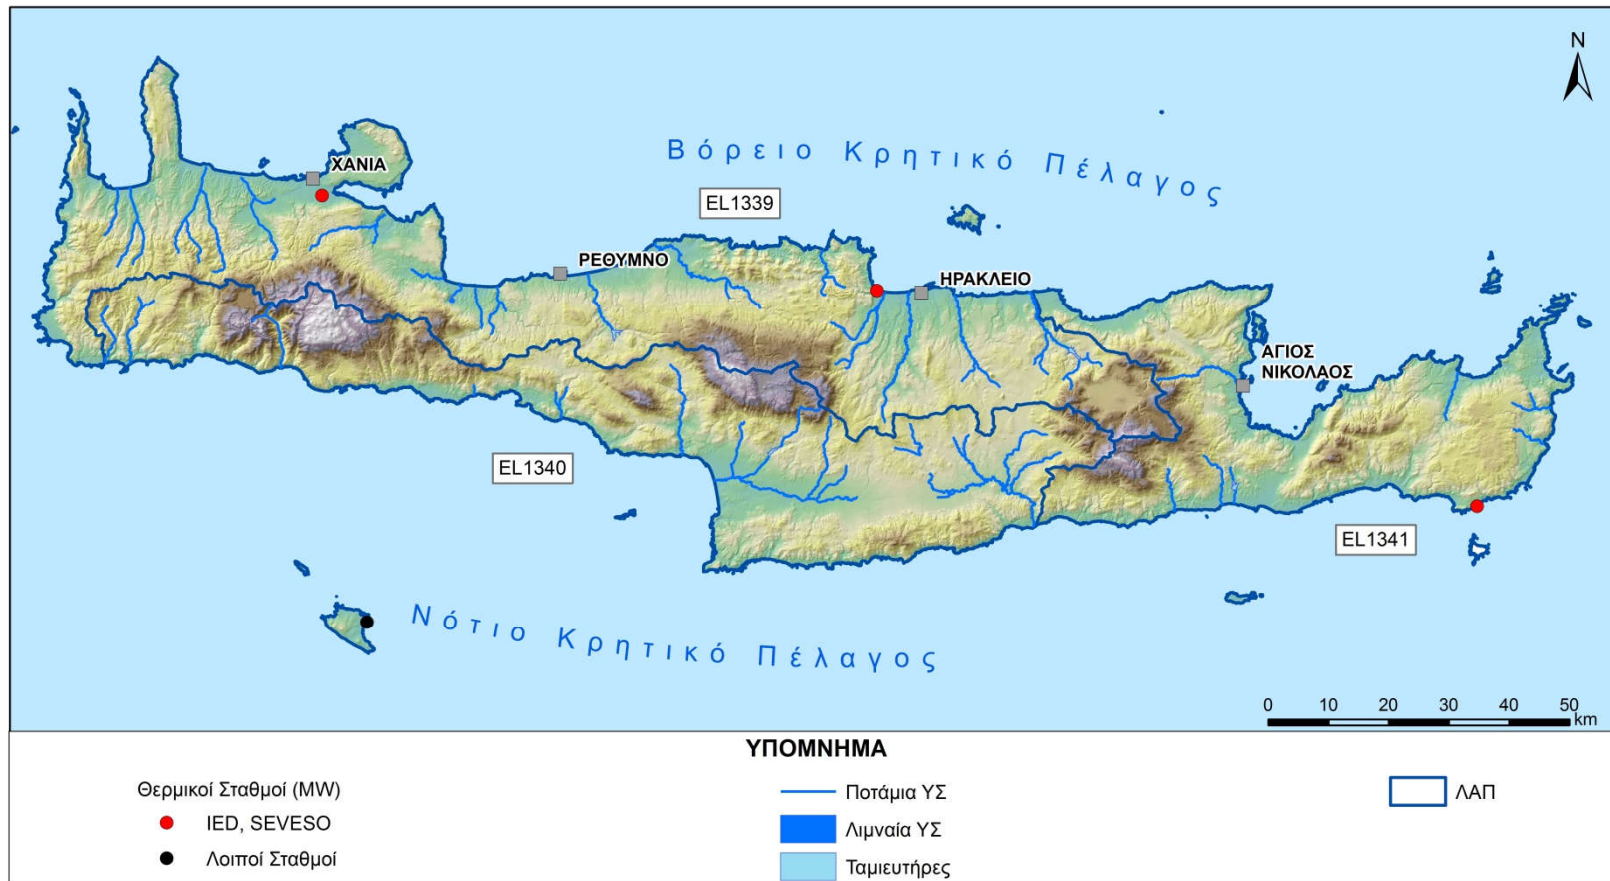 N
ΧΑΝΙΑ
Βόρειο Κρητικό Πέλαγος
EL1339
ΡΕΘΥΜΝΟ
ΗΡΑΚΛΕΙΟ
ΑΓΙΟΣ
ΝΙΚΟΛΑΟΣ
EL1340
EL1341
Νότιο Κρητικό Πέλαγος
0 10 20 30 40 50
km
ΥΠΟΜΝΗΜΑ
Θερμικοί Σταθμοί (MW)
IED, SEVESO
Λοιποί Σταθμοί
Ποτάμια ΥΣ
Λιμναία ΥΣ
Ταμιευτήρες
ΛΑΠ